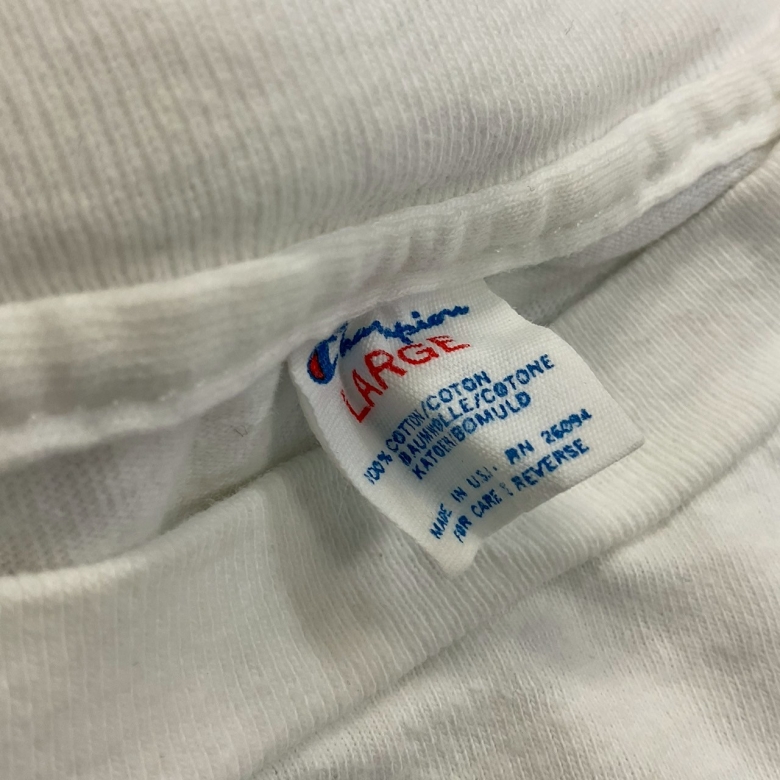 Champion
LARGE
100% COTTON/COTON
BAUMWOLLE/COTONE
KATOEN/BOMULD
MADE IN U.S. RN 26094
FOR CARE: REVERSE